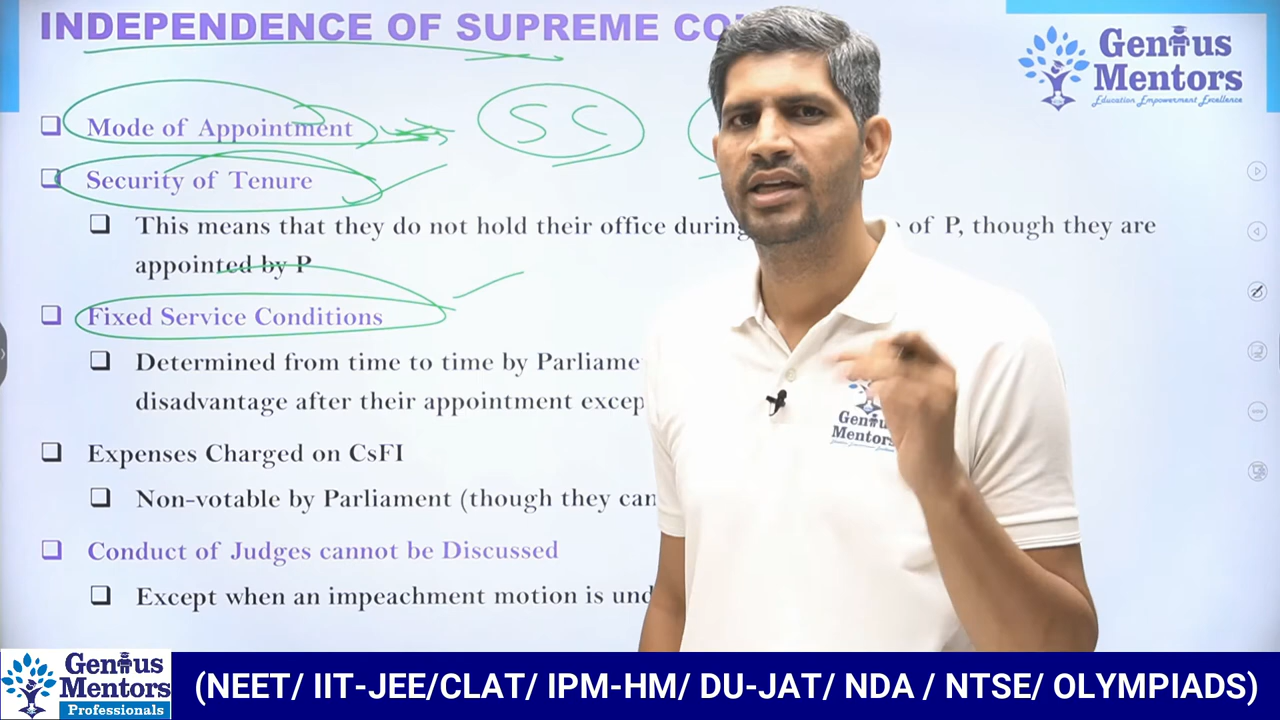 INDEPENDENCE OF SUPREME CO
Genius
Mentors
Education Empowerment Excellence
Mode of Appointment
SC
Security of Tenure
This means that they do not hold their office during of P, though they are
appointed by P
Fixed Service Conditions
Determined from time to time by Parliame
disadvantage after their appointment excep
Genius
Mentors
Expenses Charged on CsFI
Non-votable by Parliament (though they can
Conduct of Judges cannot be Discussed
Except when an impeachment motion is und
Genius
Mentors
Professionals
(NEET/ IIT-JEE/CLAT/ IPM-HM/ DU-JAT/ NDA / NTSE/ OLYMPIADS)